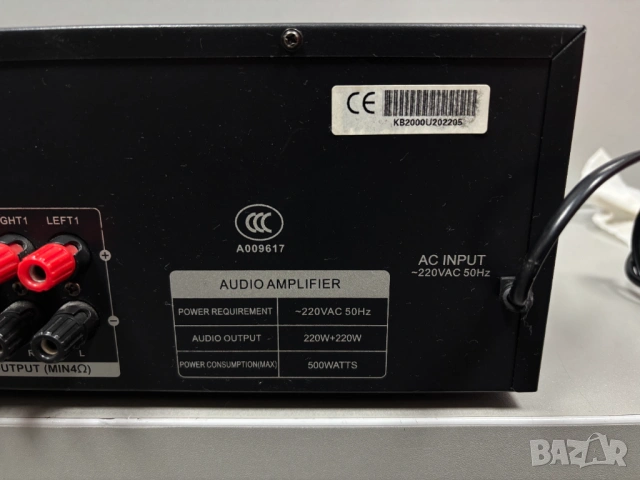 CE
KB2000U202205
CCC
A009617
GHT1 LEFT1
AC INPUT
~220VAC 50Hz
+
AUDIO AMPLIFIER
POWER REQUIREMENT ~220VAC 50Hz
AUDIO OUTPUT 220W+220W
POWER CONSUMPTION(MAX) 500WATTS
−
R L
UTPUT (MIN4Ω)
BAZAR